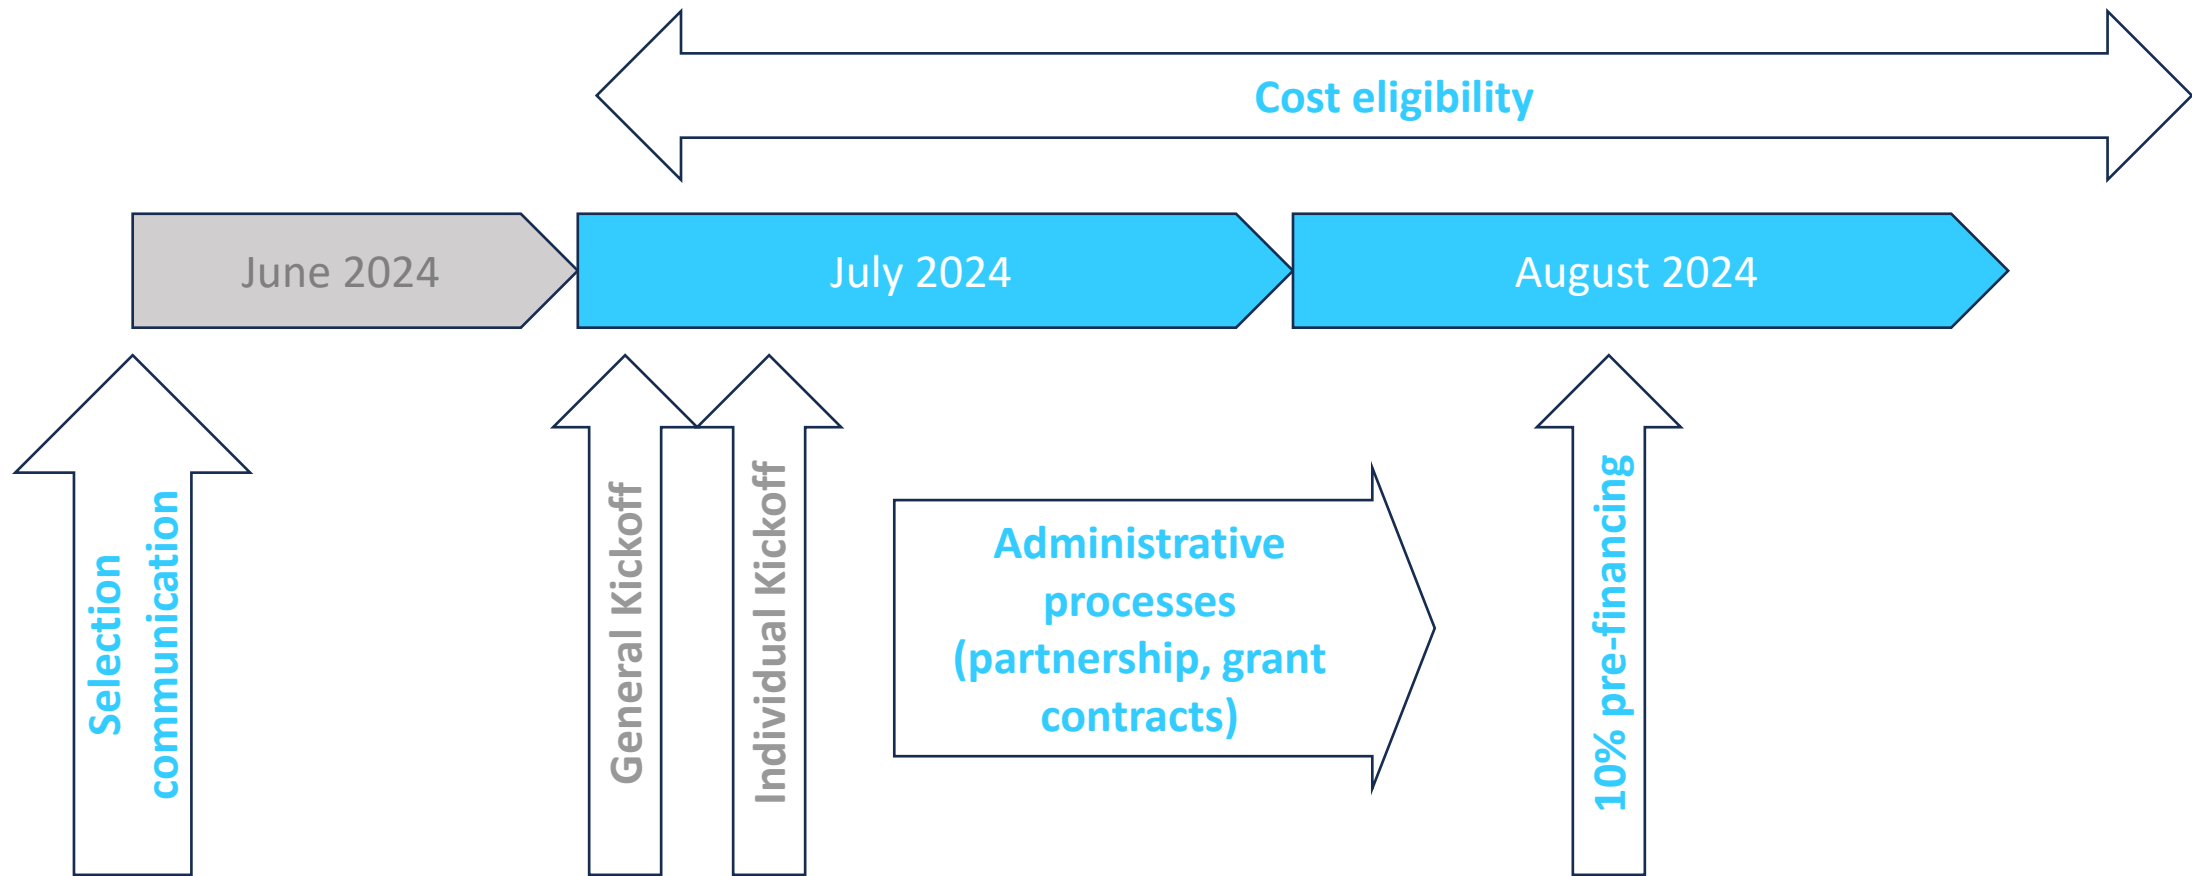 Cost eligibility
June 2024
July 2024
August 2024
Selection
communication
General Kickoff
Individual Kickoff
Administrative
processes
(partnership, grant
contracts)
10% pre-financing